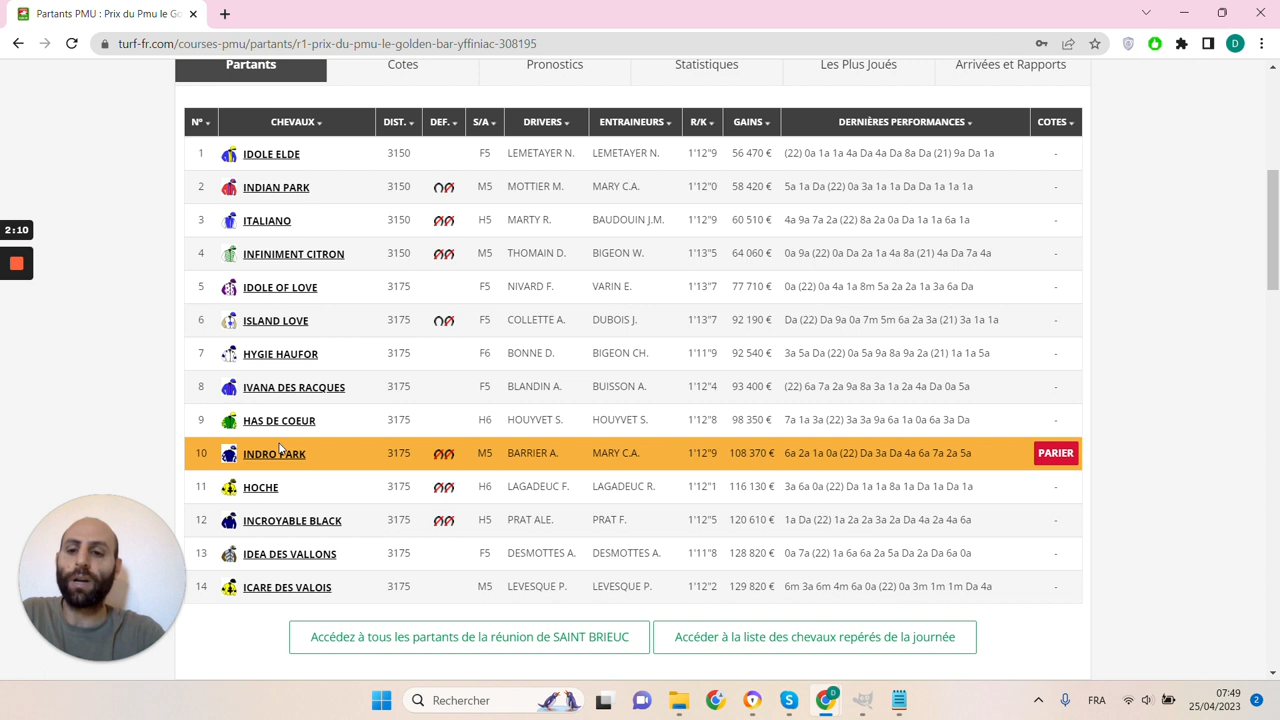 Partants PMU : Prix du Pmu le Go
turf-fr.com/courses-pmu/partants/r1-prix-du-pmu-le-golden-bar-yffiniac-308195
D
Partants Cotes Pronostics Statistiques Les Plus Joués Arrivées et Rapports
N° CHEVAUX DIST. DEF. S/A DRIVERS ENTRAINEURS R/K GAINS DERNIÈRES PERFORMANCES COTES
1 IDOLE ELDE 3150 F5 LEMETAYER N. LEMETAYER N. 1'12"9 56 470 € (22) 0a 1a 1a 4a Da 4a Da 8a Da (21) 9a Da 1a -
2 INDIAN PARK 3150 M5 MOTTIER M. MARY C.A. 1'12"0 58 420 € 5a 1a Da (22) 0a 3a 1a 1a Da Da 1a 1a 1a -
3 ITALIANO 3150 H5 MARTY R. BAUDOUIN J.M. 1'12"9 60 510 € 4a 9a 7a 2a (22) 8a 2a 0a Da 1a 1a 6a 1a -
4 INFINIMENT CITRON 3150 M5 THOMAIN D. BIGEON W. 1'13"5 64 060 € 0a 9a (22) 0a Da 2a 1a 4a 8a (21) 4a Da 7a 4a -
5 IDOLE OF LOVE 3175 F5 NIVARD F. VARIN E. 1'13"7 77 710 € 0a (22) 0a 4a 1a 8m 5a 2a 2a 1a 3a 6a Da -
6 ISLAND LOVE 3175 F5 COLLETTE A. DUBOIS J. 1'13"7 92 190 € Da (22) Da 9a 0a 7m 5m 6a 2a 3a (21) 3a 1a 1a -
7 HYGIE HAUFOR 3175 F6 BONNE D. BIGEON CH. 1'11"9 92 540 € 3a 5a Da (22) 0a 5a 9a 8a 9a 2a (21) 1a 1a 5a -
8 IVANA DES RACQUES 3175 F5 BLANDIN A. BUISSON A. 1'12"4 93 400 € (22) 6a 7a 2a 9a 8a 3a 1a 2a 4a Da 0a 5a -
9 HAS DE COEUR 3175 H6 HOUYVET S. HOUYVET S. 1'12"8 98 350 € 7a 1a 3a (22) 3a 3a 9a 6a 1a 0a 6a 3a Da -
10 INDRO PARK 3175 M5 BARRIER A. MARY C.A. 1'12"9 108 370 € 6a 2a 1a 0a (22) Da 3a Da 4a 6a 7a 2a 5a PARIER
11 HOCHE 3175 H6 LAGADEUC F. LAGADEUC R. 1'12"1 116 130 € 3a 6a 0a (22) Da 1a 1a 8a 1a Da 1a Da 1a -
12 INCROYABLE BLACK 3175 H5 PRAT ALE. PRAT F. 1'12"5 120 610 € 1a Da (22) 1a 2a 2a 3a 2a Da 4a 2a 4a 6a -
13 IDEA DES VALLONS 3175 F5 DESMOTTES A. DESMOTTES A. 1'11"8 128 820 € 0a 7a (22) 1a 6a 6a 2a 5a Da 2a Da 6a 0a -
14 ICARE DES VALOIS 3175 M5 LEVESQUE P. LEVESQUE P. 1'12"2 129 820 € 6m 3a 6m 4m 6a 0a (22) 0a 3m 1m 1m Da 4a -
2:10
Accédez à tous les partants de la réunion de SAINT BRIEUC Accéder à la liste des chevaux repérés de la journée
Rechercher FRA 07:49
25/04/2023